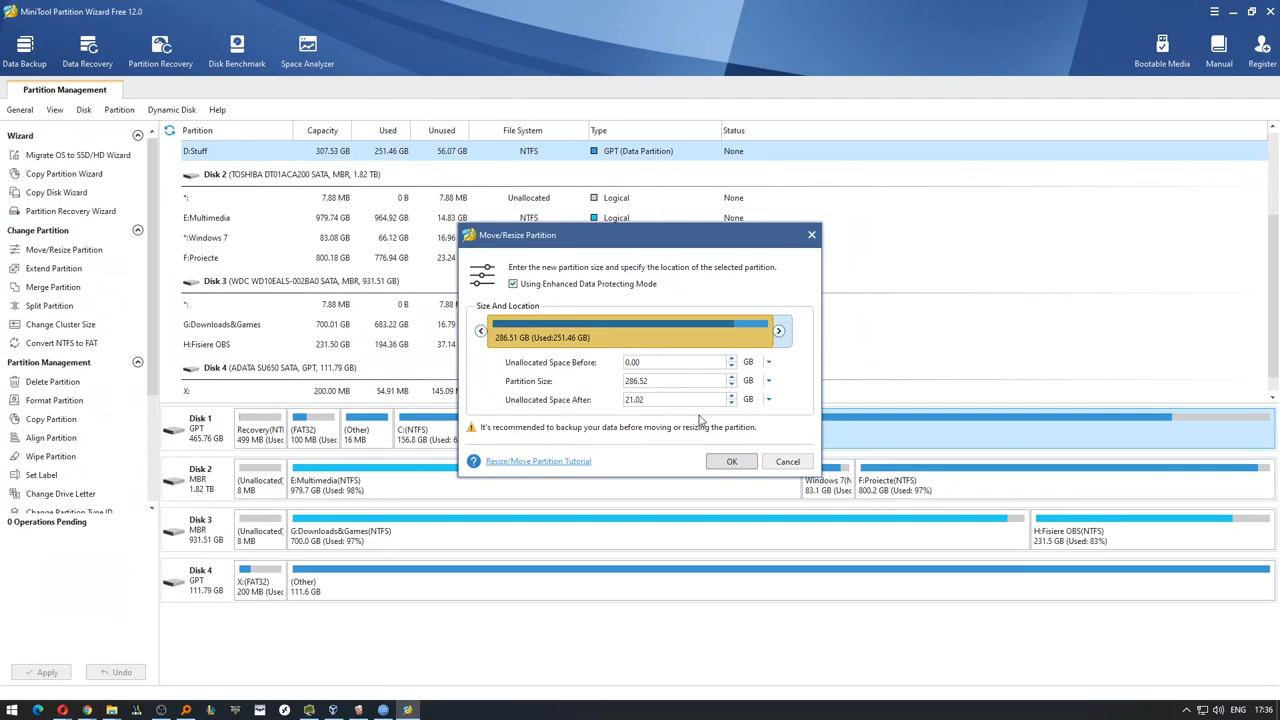 MiniTool Partition Wizard Free 12.0
Data Backup
Data Recovery
Partition Recovery
Disk Benchmark
Space Analyzer
Bootable Media
Manual
Register
Partition Management
General View Disk Partition Dynamic Disk Help
Wizard
Migrate OS to SSD/HD Wizard
Copy Partition Wizard
Copy Disk Wizard
Partition Recovery Wizard
Change Partition
Move/Resize Partition
Extend Partition
Merge Partition
Split Partition
Change Cluster Size
Convert NTFS to FAT
Partition Management
Delete Partition
Format Partition
Copy Partition
Align Partition
Wipe Partition
Set Label
Change Drive Letter
Change Partition Type ID
0 Operations Pending
Apply
Undo
Partition Capacity Used Unused File System Type Status
D:Stuff 307.53 GB 251.46 GB 56.07 GB NTFS GPT (Data Partition) None
Disk 2 (TOSHIBA DT01ACA200 SATA, MBR, 1.82 TB)
*: 7.88 MB 0 B 7.88 MB Unallocated Logical None
E:Multimedia 979.74 GB 964.92 GB 14.83 GB NTFS Logical None
*:Windows 7 83.08 GB 66.12 GB 16.96
F:Proiecte 800.18 GB 776.94 GB 23.24
Disk 3 (WDC WD10EALS-002BA0 SATA, MBR, 931.51 GB)
*: 7.88 MB 0 B 7.88
G:Downloads&Games 700.01 GB 683.22 GB 16.79
H:Fisiere OBS 231.50 GB 194.36 GB 37.14
Disk 4 (ADATA SU650 SATA, GPT, 111.79 GB)
X: 200.00 MB 54.91 MB 145.09
Move/Resize Partition
Enter the new partition size and specify the location of the selected partition.
Using Enhanced Data Protecting Mode
Size And Location
286.51 GB (Used:251.46 GB)
Unallocated Space Before: 0.00 GB
Partition Size: 286.52 GB
Unallocated Space After: 21.02 GB
It's recommended to backup your data before moving or resizing the partition.
Resize/Move Partition Tutorial
OK
Cancel
Disk 1
GPT
465.76 GB
Recovery(N
499 MB (Us
(FAT32)
100 MB (Us
(Other)
16 MB
C:(NTFS)
156.8 GB (
Disk 2
MBR
1.82 TB
(Unallocated)
8 MB
E:Multimedia(NTFS)
979.7 GB (Used: 98%)
Windows 7(N
83.1 GB (Us
F:Proiecte(NTFS)
800.2 GB (Used: 97%)
Disk 3
MBR
931.51 GB
(Unallocated)
8 MB
G:Downloads&Games(NTFS)
700.0 GB (Used: 97%)
H:Fisiere OBS(NTFS)
231.5 GB (Used: 83%)
Disk 4
GPT
111.79 GB
X:(FAT32)
200 MB (Use
(Other)
111.6 GB
ENG 17:36